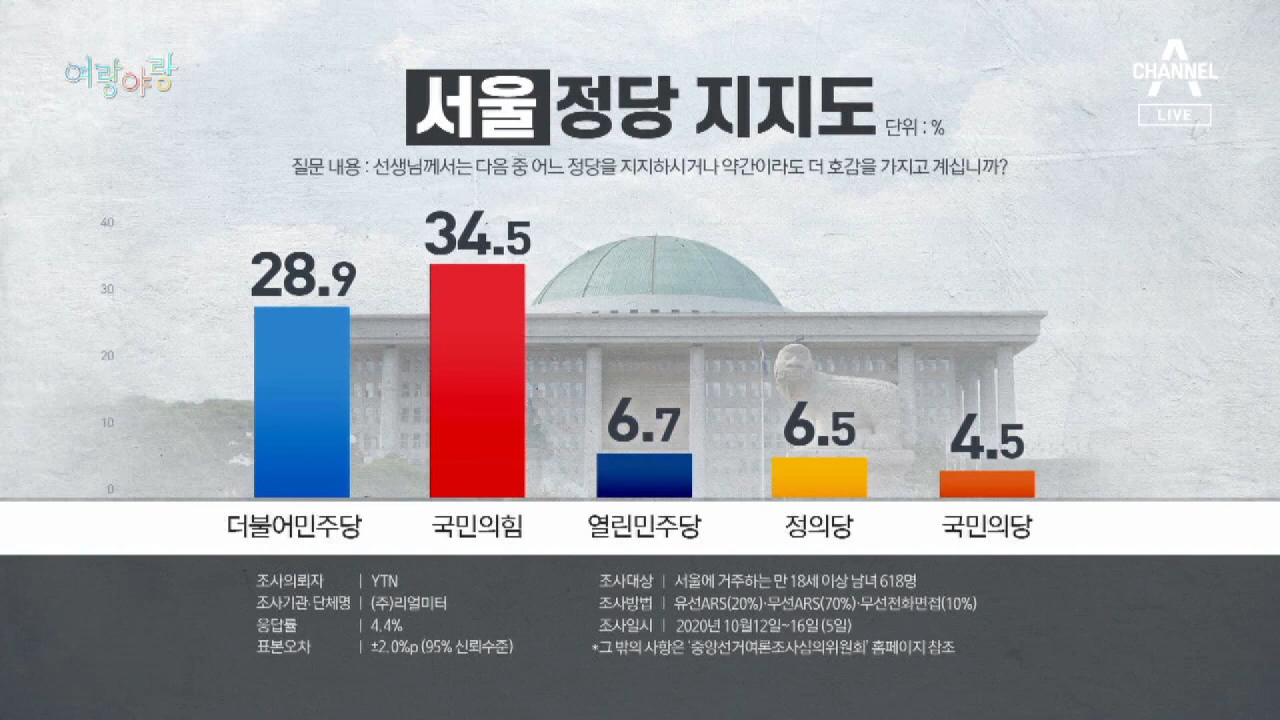 여랑야랑
CHANNEL A
LIVE
서울 정당 지지도 단위 : %
질문 내용 : 선생님께서는 다음 중 어느 정당을 지지하시거나 약간이라도 더 호감을 가지고 계십니까?
40
30
20
10
0
28.9
34.5
6.7
6.5
4.5
더불어민주당
국민의힘
열린민주당
정의당
국민의당
조사의뢰자 | YTN
조사기관·단체명 | (주)리얼미터
응답률 | 4.4%
표본오차 | ±2.0%p (95% 신뢰수준)
조사대상 | 서울에 거주하는 만 18세 이상 남녀 618명
조사방법 | 유선ARS(20%)·무선ARS(70%)·무선전화면접(10%)
조사일시 | 2020년 10월12일~16일 (5일)
*그 밖의 사항은 '중앙선거여론조사심의위원회' 홈페이지 참조